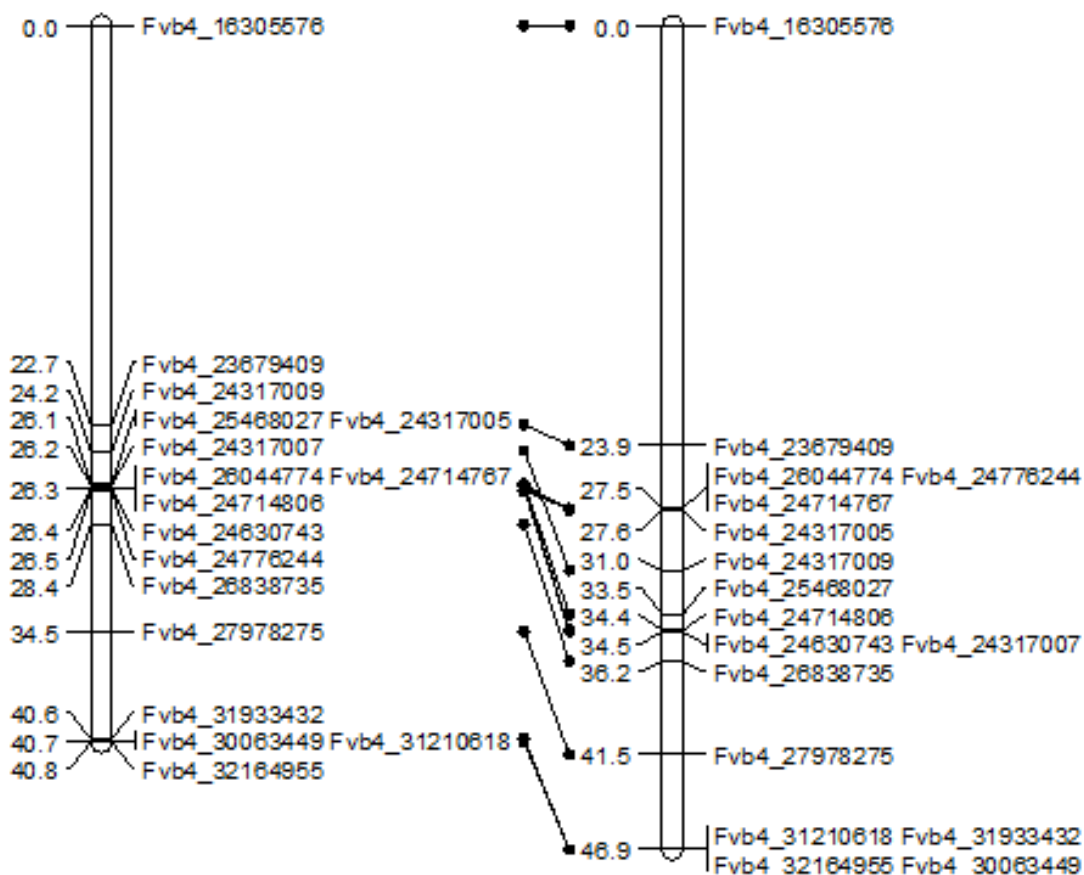 0.0 Fvb4_16305576
22.7 Fvb4_23679409
24.2 Fvb4_24317009
26.1 Fvb4_25468027 Fvb4_24317005
26.2 Fvb4_24317007
26.3 Fvb4_26044774 Fvb4_24714767
Fvb4_24714806
26.4 Fvb4_24630743
26.5 Fvb4_24776244
28.4 Fvb4_26838735
34.5 Fvb4_27978275
40.6 Fvb4_31933432
40.7 Fvb4_30063449 Fvb4_31210618
40.8 Fvb4_32164955
0.0 Fvb4_16305576
23.9 Fvb4_23679409
27.5 Fvb4_26044774 Fvb4_24776244
Fvb4_24714767
27.6 Fvb4_24317005
31.0 Fvb4_24317009
33.5 Fvb4_25468027
34.4 Fvb4_24714806
34.5 Fvb4_24630743 Fvb4_24317007
36.2 Fvb4_26838735
41.5 Fvb4_27978275
46.9 Fvb4_31210618 Fvb4_31933432
Fvb4_32164955 Fvb4_30063449